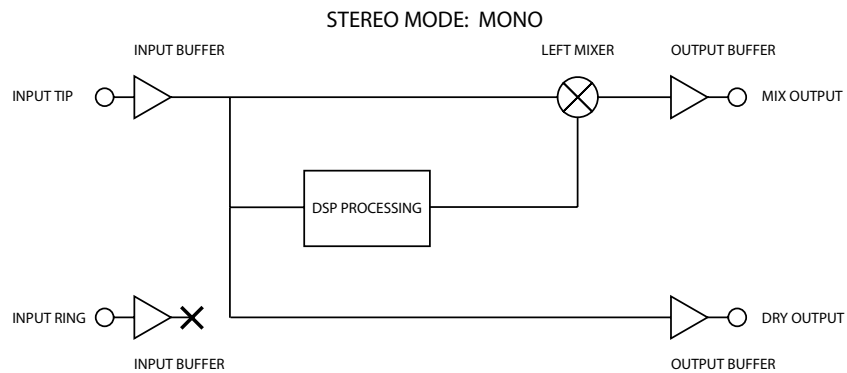 STEREO MODE: MONO
INPUT BUFFER
LEFT MIXER
OUTPUT BUFFER
INPUT TIP
MIX OUTPUT
DSP PROCESSING
INPUT RING
DRY OUTPUT
INPUT BUFFER
OUTPUT BUFFER